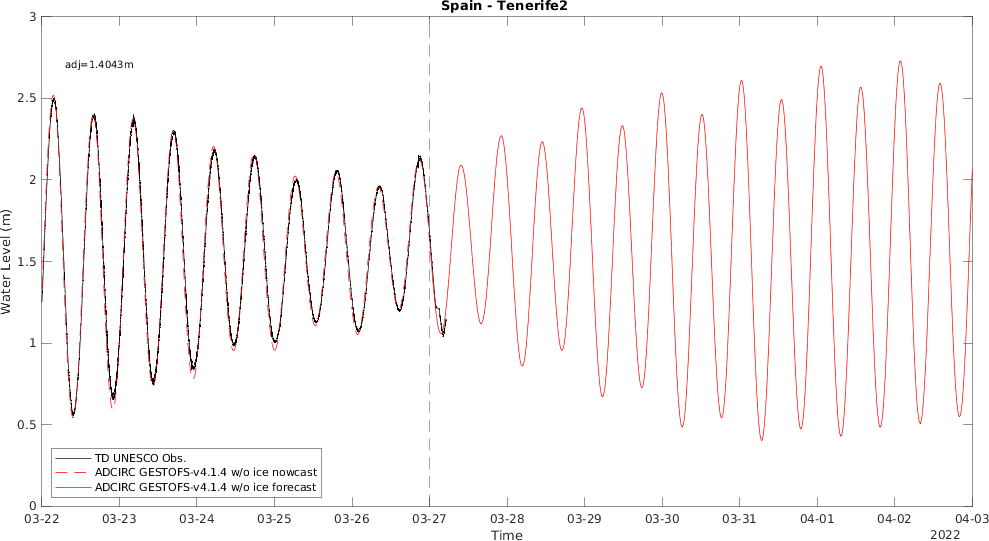 Spain - Tenerife2
adj=1.4043m
3
2.5
2
1.5
1
0.5
0
Water Level (m)
TD UNESCO Obs.
ADCIRC GESTOFS-v4.1.4 w/o ice nowcast
ADCIRC GESTOFS-v4.1.4 w/o ice forecast
03-22 03-23 03-24 03-25 03-26 03-27 03-28 03-29 03-30 03-31 04-01 04-02 04-03
Time
2022